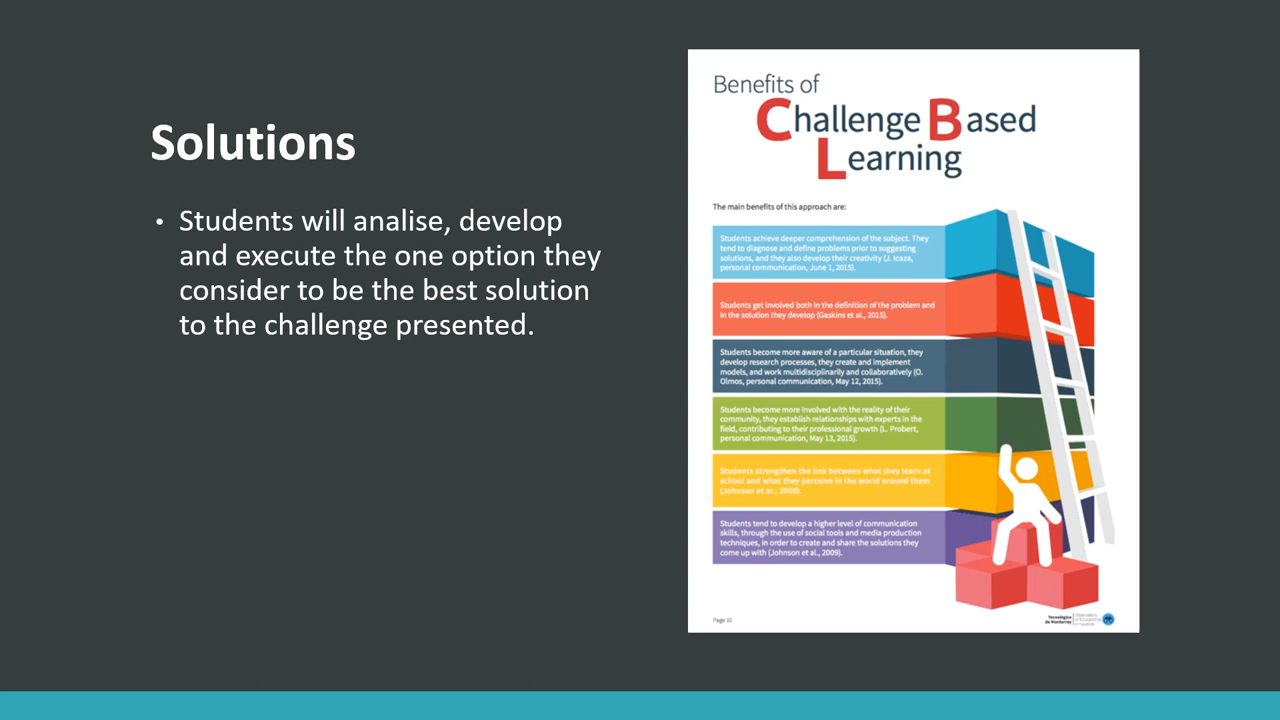 Solutions
• Students will analise, develop
and execute the one option they
consider to be the best solution
to the challenge presented.
Benefits of
Challenge Based
Learning
The main benefits of this approach are:
Students achieve deeper comprehension of the subject. They
tend to diagnose and define problems prior to suggesting
solutions, and they also develop their creativity (J. Icaza,
personal communication, June 1, 2015).
Students get involved both in the definition of the problem and
in the solution they develop (Gaskins et al., 2015).
Students become more aware of a particular situation, they
develop research processes, they create and implement
models, and work multidisciplinarily and collaboratively (O.
Olmos, personal communication, May 12, 2015).
Students become more involved with the reality of their
community, they establish relationships with experts in the
field, contributing to their professional growth (L. Probert,
personal communication, May 13, 2015).
Students strengthen the link between what they learn at
school and what they perceive in the world around them
(Johnson et al., 2009).
Students tend to develop a higher level of communication
skills, through the use of social tools and media production
techniques, in order to create and share the solutions they
come up with (Johnson et al., 2009).
Page 10
Tecnológico
de Monterrey